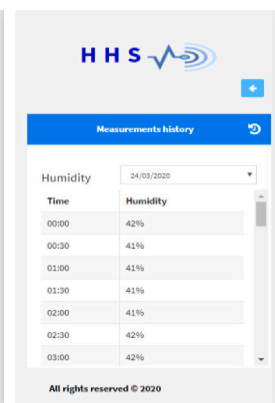 H H S
Measurements history
Humidity 24/03/2020
Time Humidity
00:00 42%
00:30 41%
01:00 41%
01:30 41%
02:00 41%
02:30 42%
03:00 42%
All rights reserved © 2020